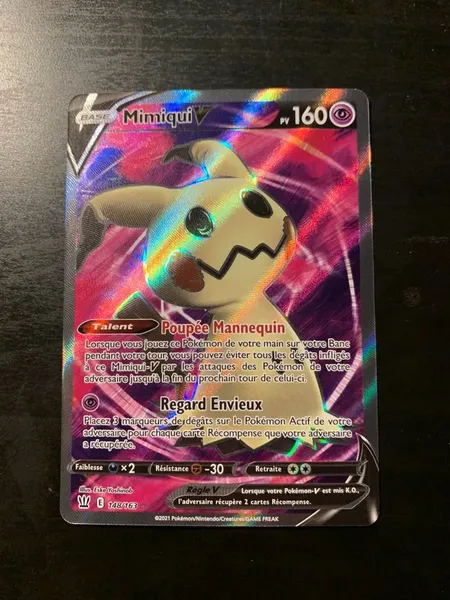 BASE Mimiqui V PV 160
Talent Poupée Mannequin
Lorsque vous jouez ce Pokémon de votre main sur votre Banc
pendant votre tour, vous pouvez éviter tous les dégâts infligés
à ce Mimiqui-V par les attaques des Pokémon de votre
adversaire jusqu'à la fin du prochain tour de celui-ci.
Regard Envieux
Placez 3 marqueurs de dégâts sur le Pokémon Actif de votre
adversaire pour chaque carte Récompense que votre adversaire
a récupérée.
Faiblesse ×2 Résistance -30 Retraite
Illus. Eske Yoshinob
Règle V Lorsque votre Pokémon-V est mis K.O.,
l'adversaire récupère 2 cartes Récompense.
E 148/163
©2021 Pokémon/Nintendo/Creatures/GAME FREAK